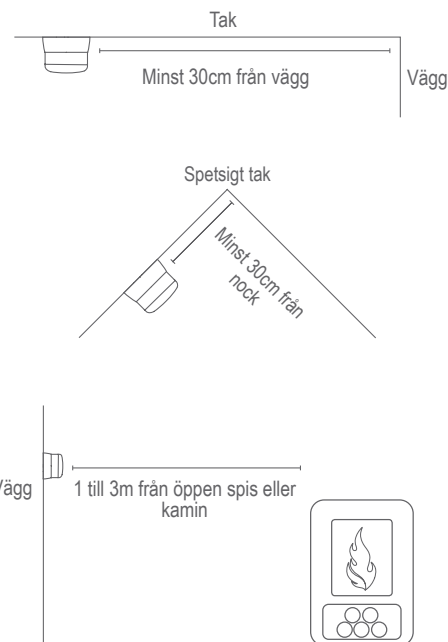 Tak
Minst 30cm från vägg
Vägg
Spetsigt tak
Minst 30cm från
nock
Vägg
1 till 3m från öppen spis eller
kamin